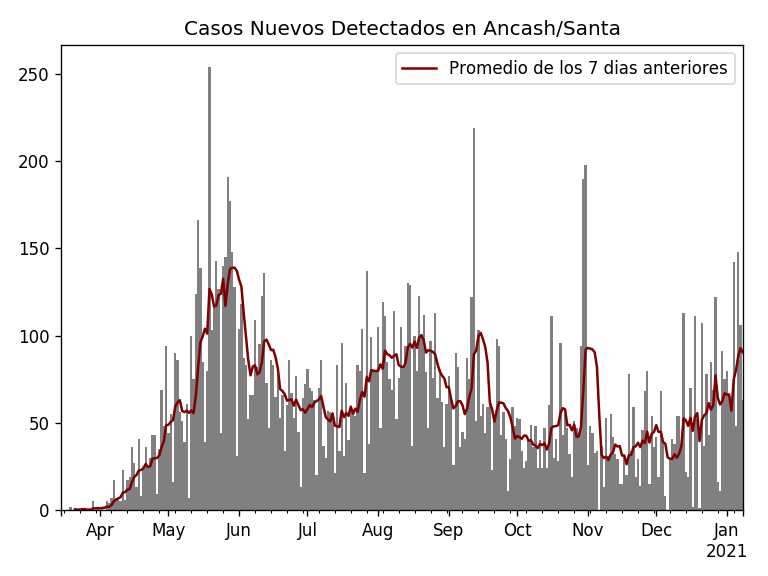 Casos Nuevos Detectados en Ancash/Santa
Promedio de los 7 dias anteriores
250
200
150
100
50
0
Apr May Jun Jul Aug Sep Oct Nov Dec Jan
2021